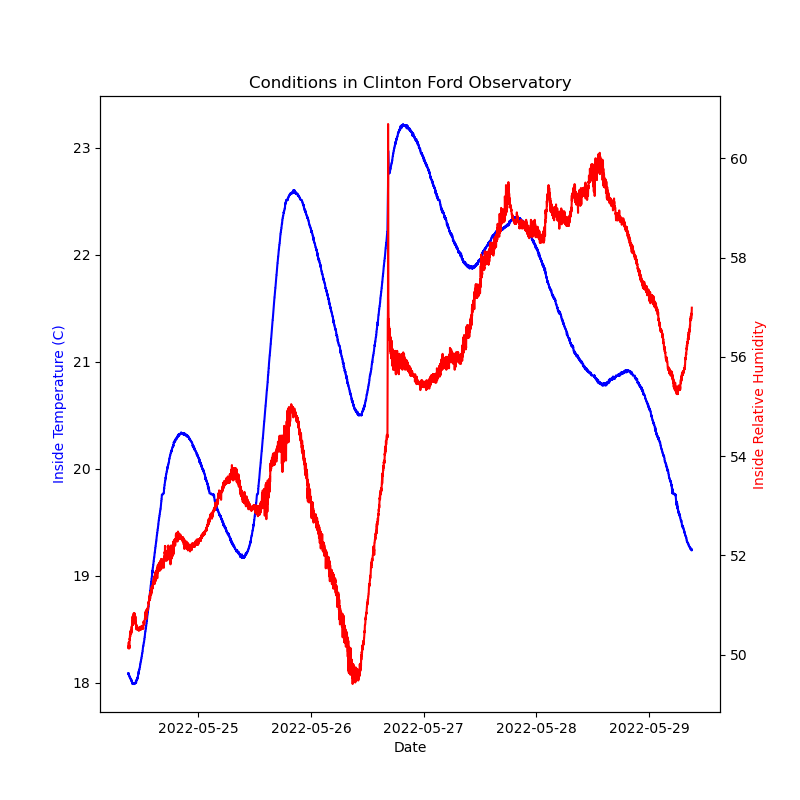 Conditions in Clinton Ford Observatory
Inside Temperature (C)
23
22
21
20
19
18
60
58
56
54
52
50
Inside Relative Humidity
2022-05-25 2022-05-26 2022-05-27 2022-05-28 2022-05-29
Date